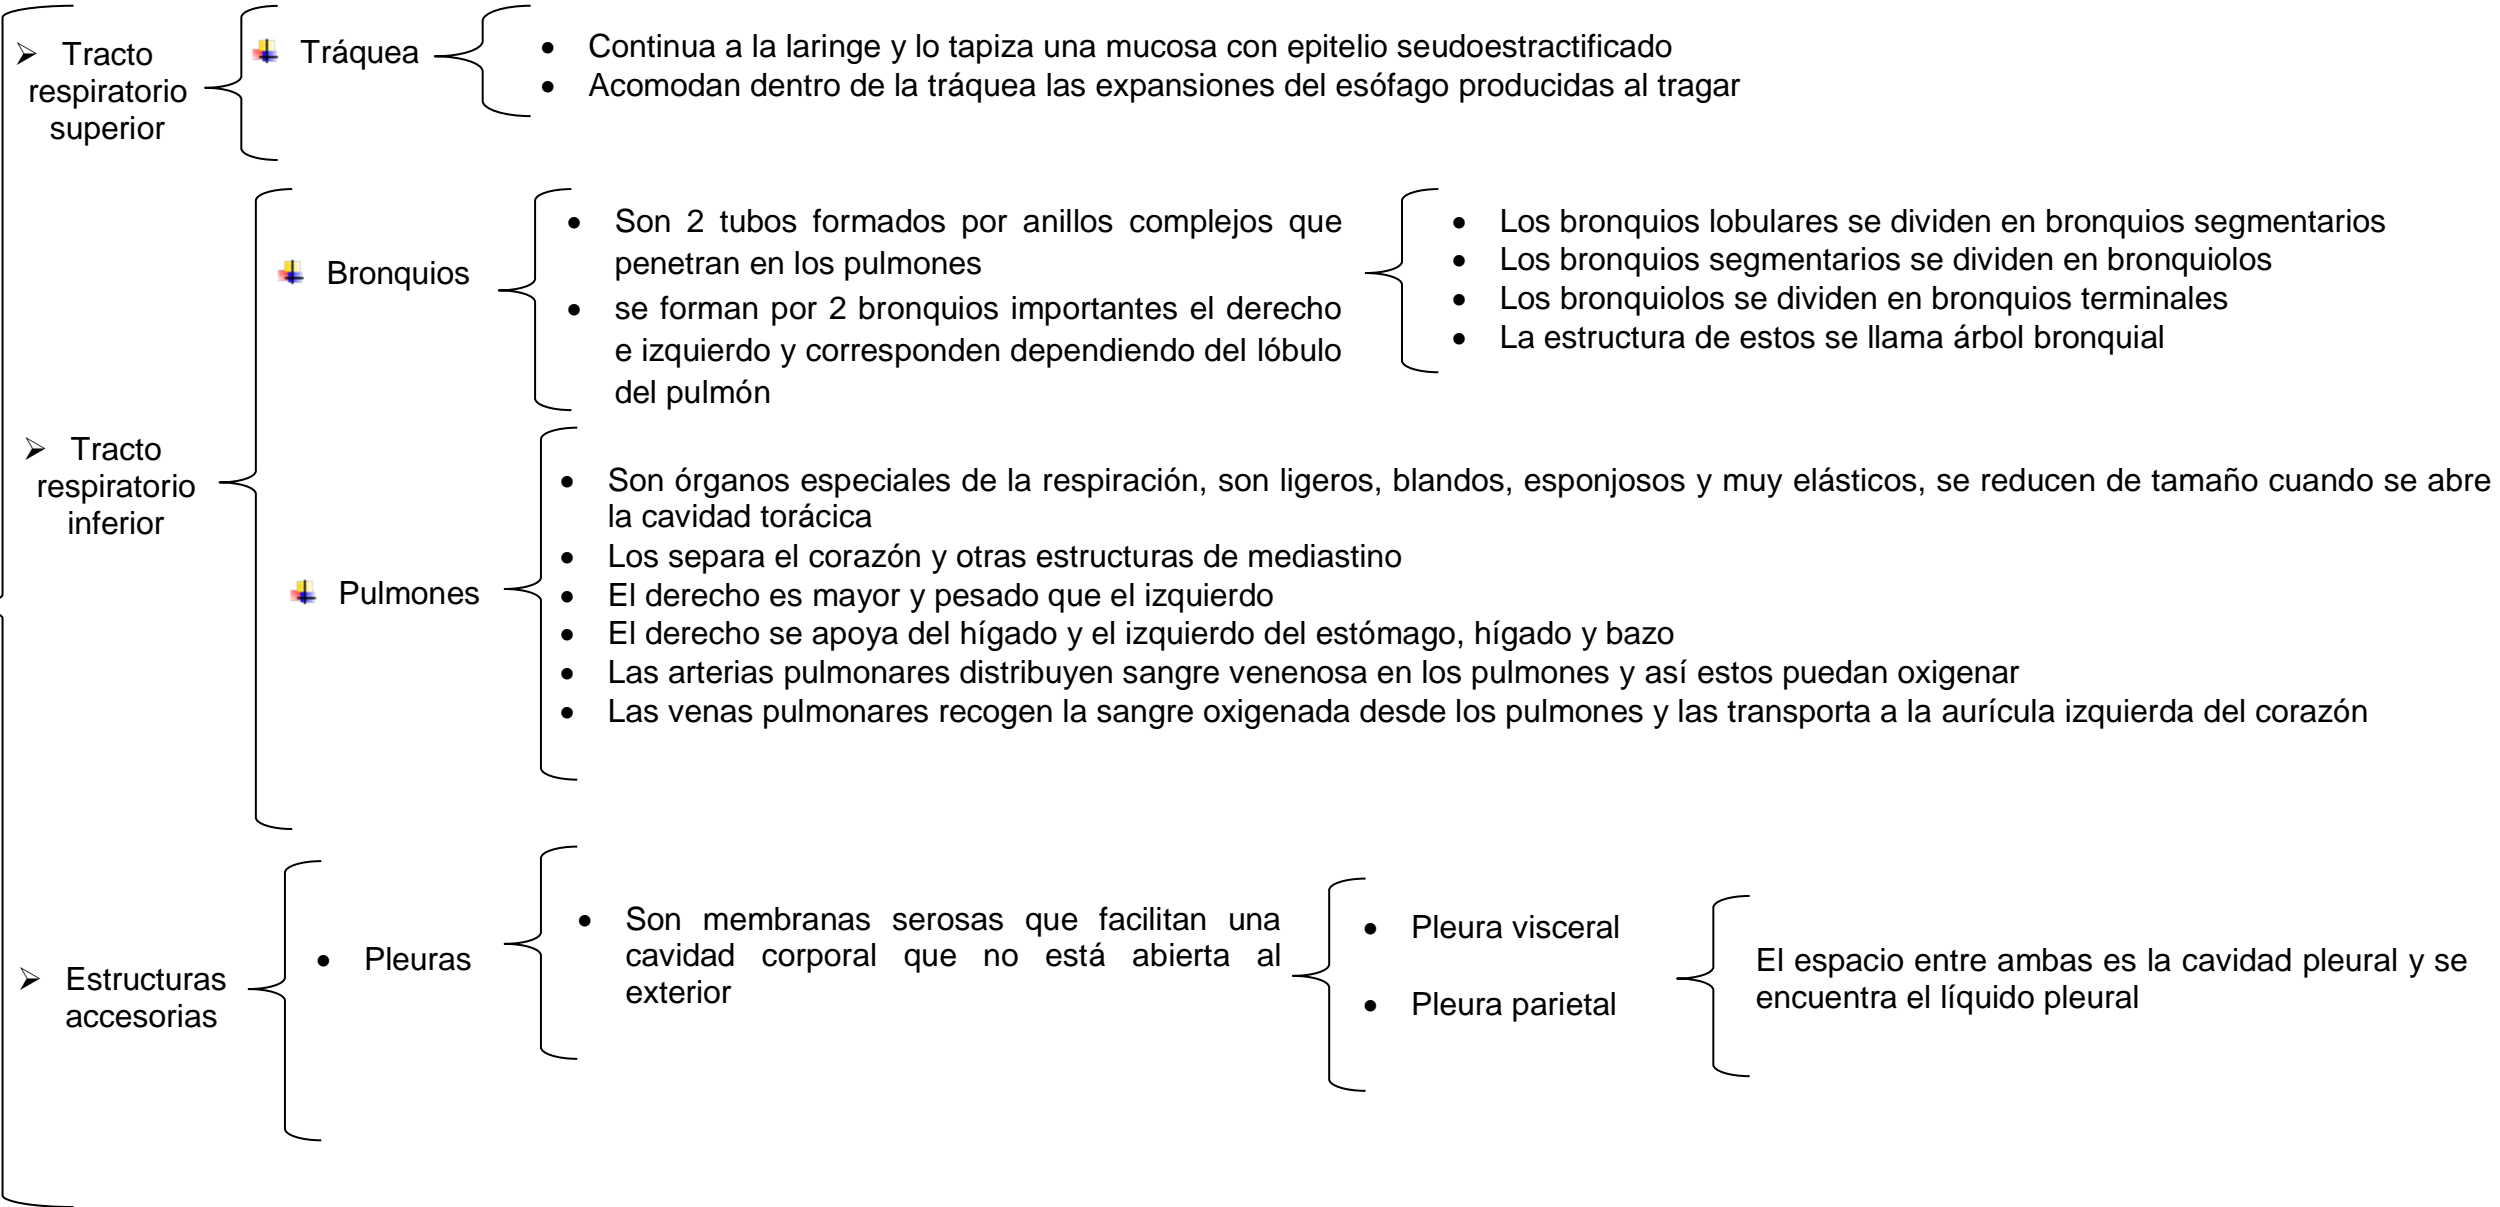 Tracto
respiratorio
superior
Tráquea
Continua a la laringe y lo tapiza una mucosa con epitelio seudoestractificado
Acomodan dentro de la tráquea las expansiones del esófago producidas al tragar
Tracto
respiratorio
inferior
Bronquios
Son 2 tubos formados por anillos complejos que
penetran en los pulmones
se forman por 2 bronquios importantes el derecho
e izquierdo y corresponden dependiendo del lóbulo
del pulmón
Los bronquios lobulares se dividen en bronquios segmentarios
Los bronquios segmentarios se dividen en bronquiolos
Los bronquiolos se dividen en bronquios terminales
La estructura de estos se llama árbol bronquial
Pulmones
Son órganos especiales de la respiración, son ligeros, blandos, esponjosos y muy elásticos, se reducen de tamaño cuando se abre
la cavidad torácica
Los separa el corazón y otras estructuras de mediastino
El derecho es mayor y pesado que el izquierdo
El derecho se apoya del hígado y el izquierdo del estómago, hígado y bazo
Las arterias pulmonares distribuyen sangre venenosa en los pulmones y así estos puedan oxigenar
Las venas pulmonares recogen la sangre oxigenada desde los pulmones y las transporta a la aurícula izquierda del corazón
Estructuras
accesorias
Pleuras
Son membranas serosas que facilitan una
cavidad corporal que no está abierta al
exterior
Pleura visceral
Pleura parietal
El espacio entre ambas es la cavidad pleural y se
encuentra el líquido pleural